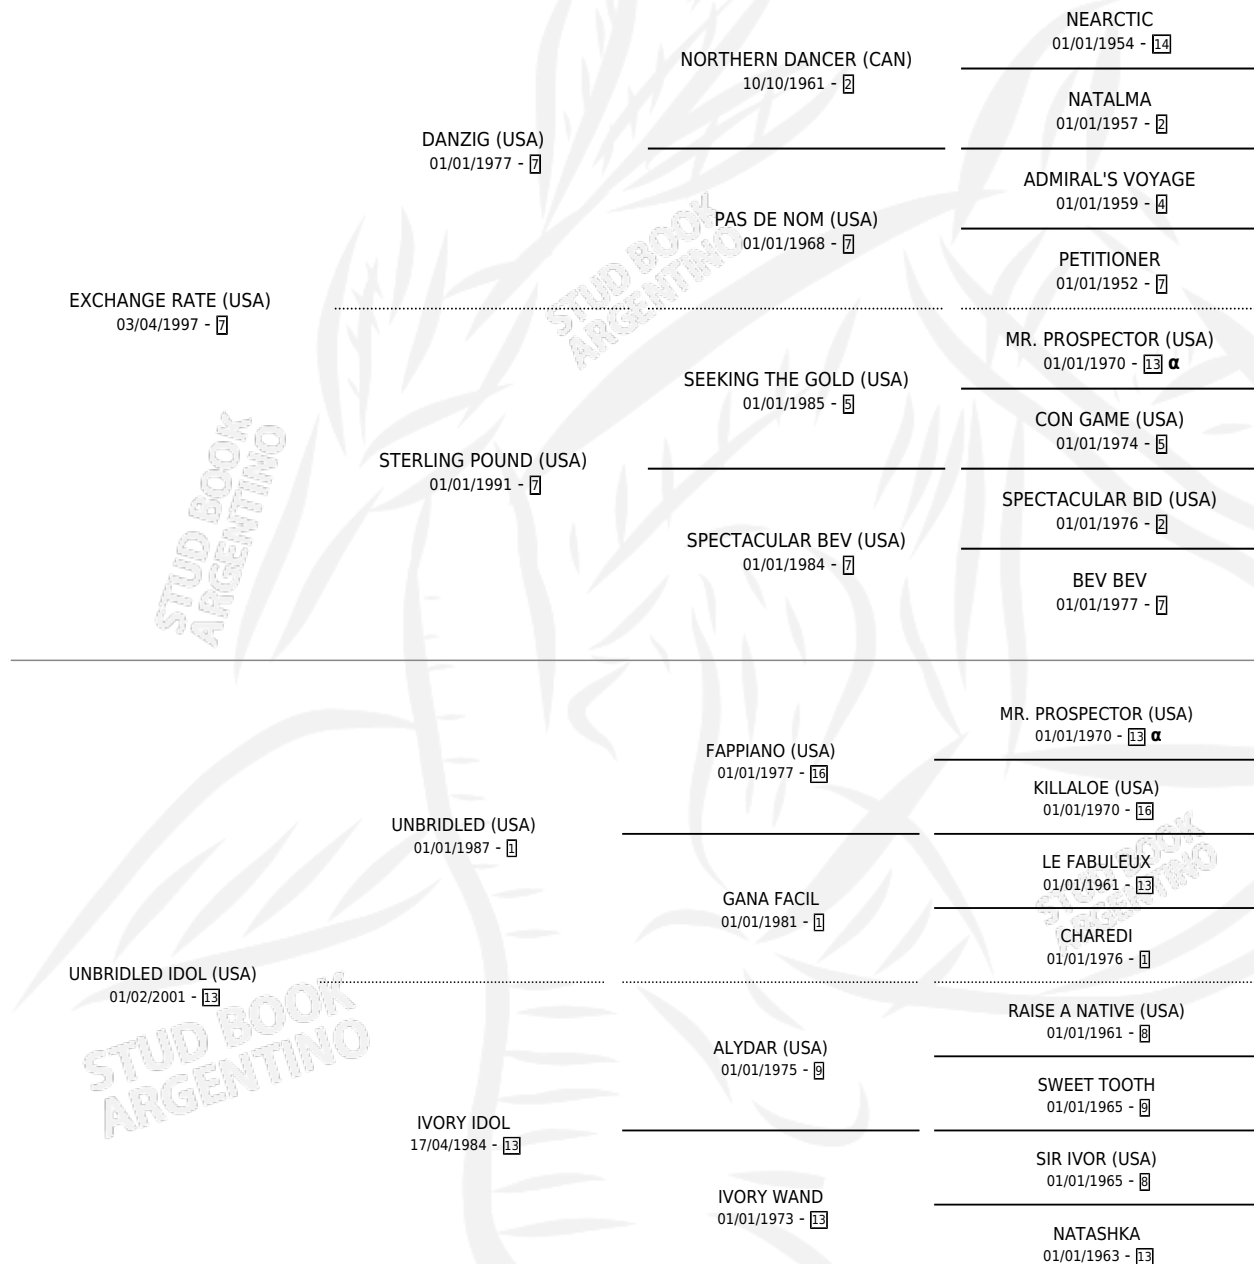 NEARCTIC
01/01/1954 - 14
NORTHERN DANCER (CAN)
10/10/1961 - 2
NATALMA
01/01/1957 - 2
DANZIG (USA)
01/01/1977 - 7
ADMIRAL'S VOYAGE
01/01/1959 - 4
PAS DE NOM (USA)
01/01/1968 - 7
PETITIONER
01/01/1952 - 7
EXCHANGE RATE (USA)
03/04/1997 - 7
MR. PROSPECTOR (USA)
01/01/1970 - 13 α
SEEKING THE GOLD (USA)
01/01/1985 - 5
CON GAME (USA)
01/01/1974 - 5
STERLING POUND (USA)
01/01/1991 - 7
SPECTACULAR BID (USA)
01/01/1976 - 2
SPECTACULAR BEV (USA)
01/01/1984 - 7
BEV BEV
01/01/1977 - 7
STUD BOOK
ARGENTINO
STUD BOOK
ARGENTINO
MR. PROSPECTOR (USA)
01/01/1970 - 13 α
FAPPIANO (USA)
01/01/1977 - 16
KILLALOE (USA)
01/01/1970 - 16
UNBRIDLED (USA)
01/01/1987 - 1
LE FABULEUX
01/01/1961 - 13
GANA FACIL
01/01/1981 - 1
CHAREDI
01/01/1976 - 1
UNBRIDLED IDOL (USA)
01/02/2001 - 13
RAISE A NATIVE (USA)
01/01/1961 - 8
ALYDAR (USA)
01/01/1975 - 9
SWEET TOOTH
01/01/1965 - 9
IVORY IDOL
17/04/1984 - 13
SIR IVOR (USA)
01/01/1965 - 8
IVORY WAND
01/01/1973 - 13
NATASHKA
01/01/1963 - 13
STUD BOOK
ARGENTINO
STUD BOOK
ARGENTINO